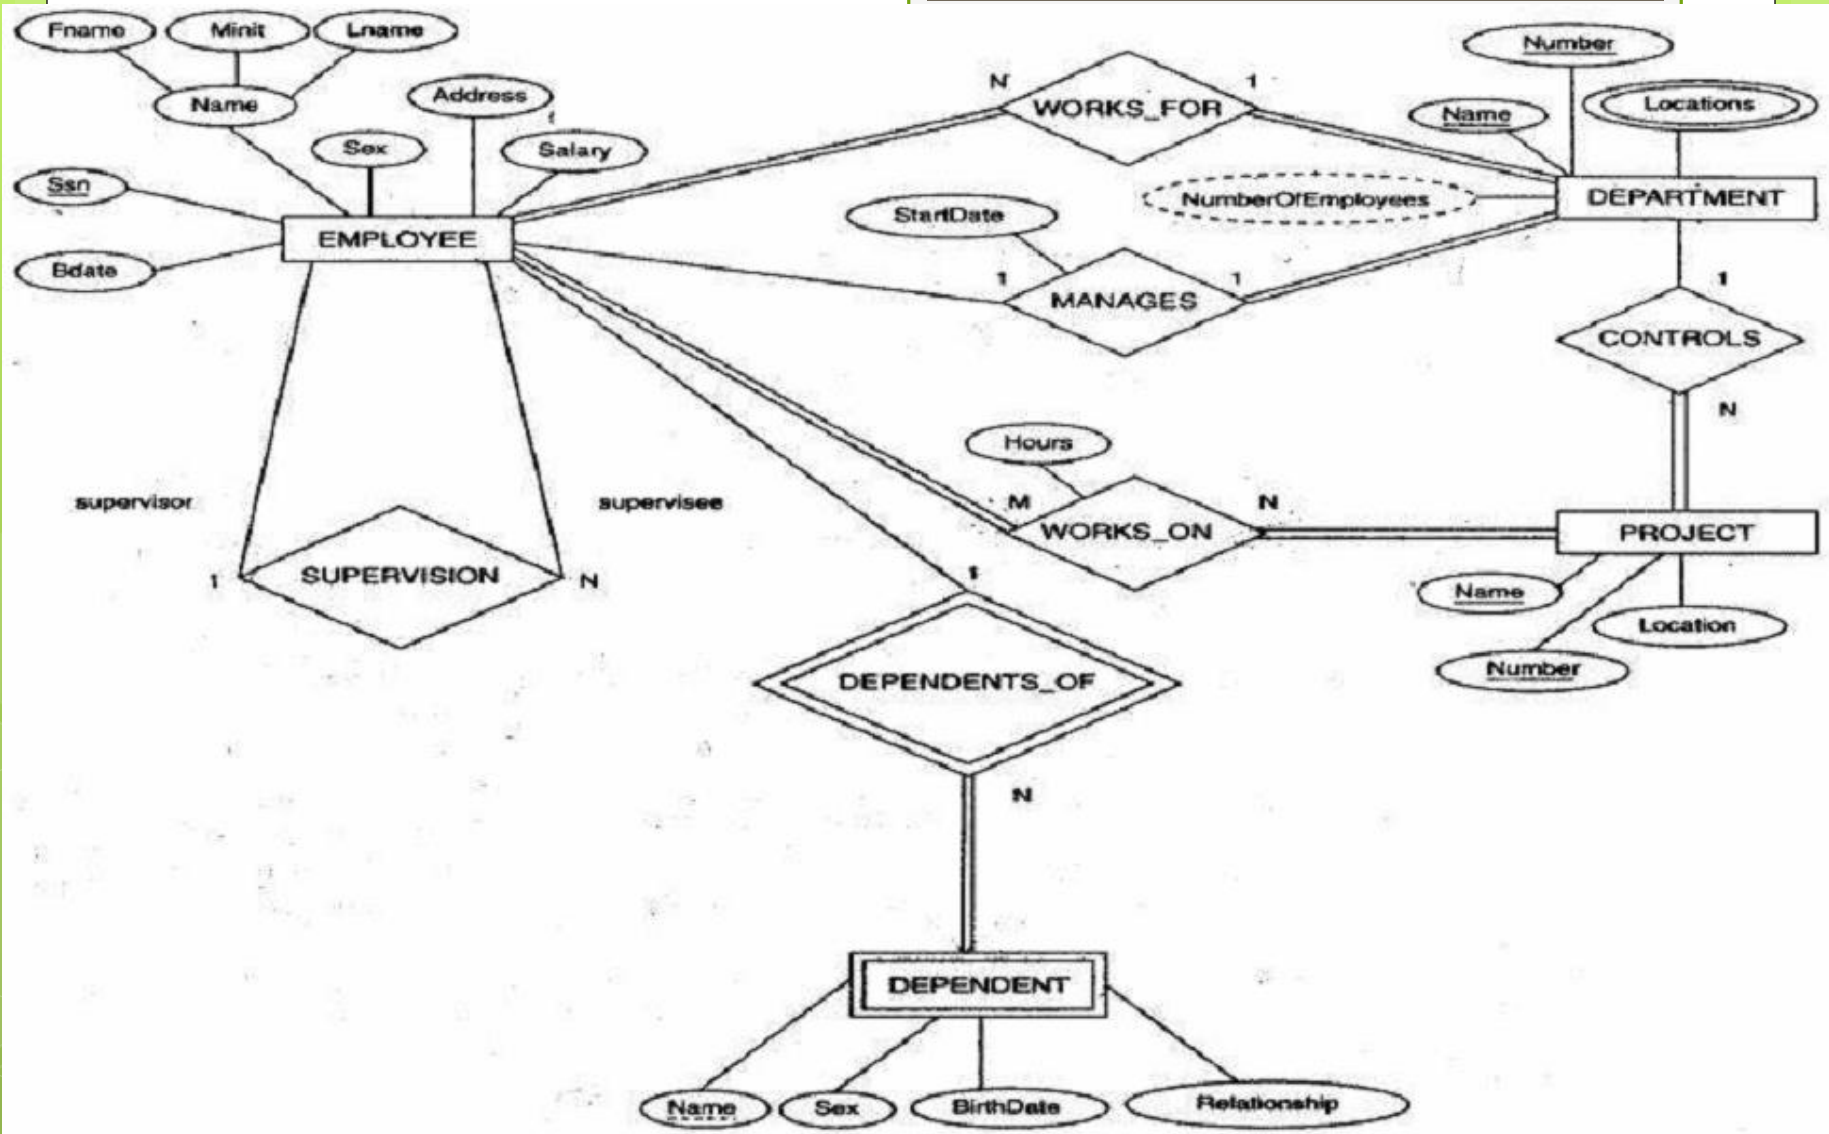 Fname
Minit
Lname
Name
Address
Sex
Salary
Ssn
Bdate
EMPLOYEE
N
WORKS_FOR
1
Number
Name
Locations
NumberOfEmployees
DEPARTMENT
StartDate
1
MANAGES
1
1
CONTROLS
N
Hours
M
WORKS_ON
N
PROJECT
Name
Location
Number
supervisor
supervisee
1
SUPERVISION
N
1
DEPENDENTS_OF
N
DEPENDENT
Name
Sex
BirthDate
Relationship